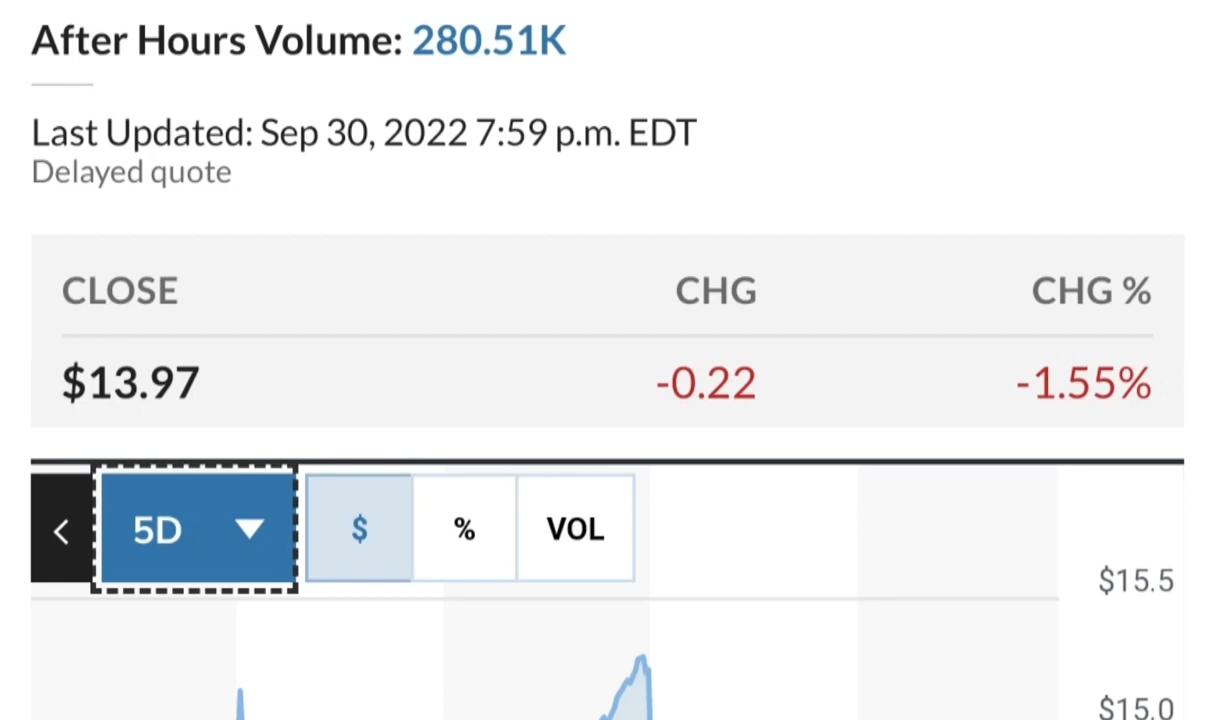 After Hours Volume: 280.51K
Last Updated: Sep 30, 2022 7:59 p.m. EDT
Delayed quote
CLOSE CHG CHG %
$13.97 -0.22 -1.55%
5D $ % VOL
$15.5
$15.0